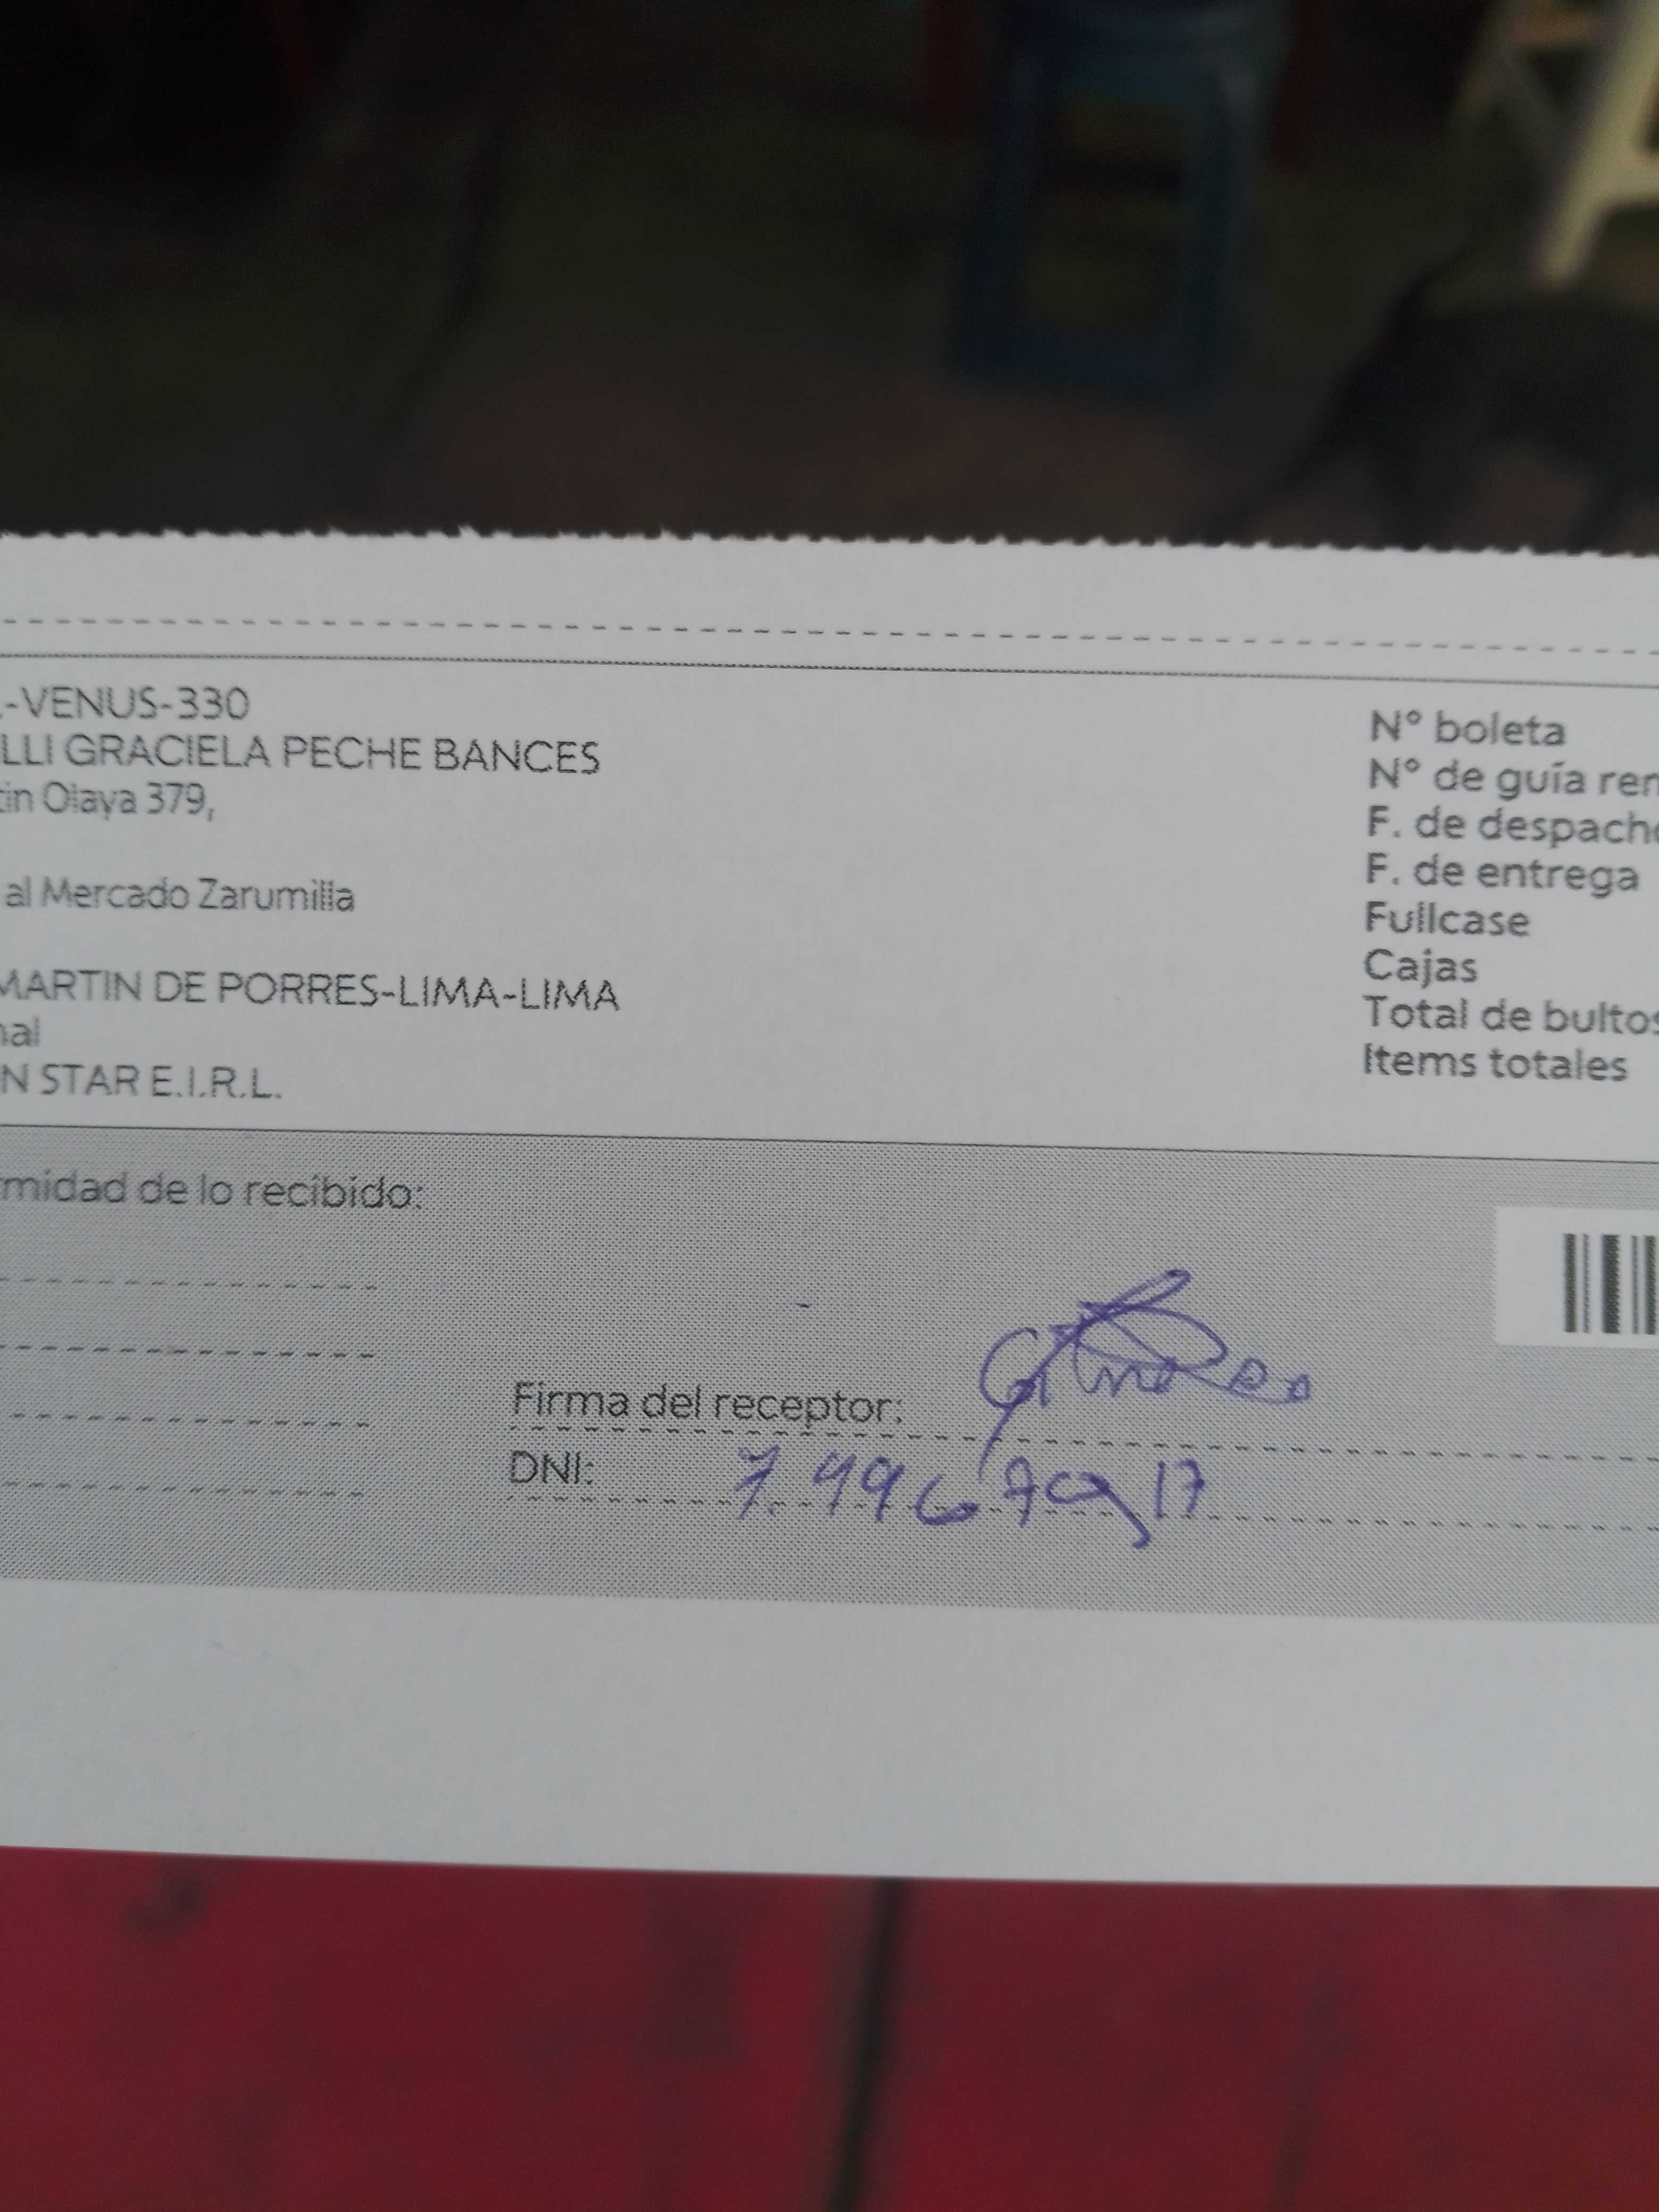 .-VENUS-330
LLI GRACIELA PECHE BANCES
tin Olaya 379,
al Mercado Zarumilla
MARTIN DE PORRES-LIMA-LIMA
nal
N STAR E.I.R.L.
N° boleta
N° de guía rem
F. de despacho
F. de entrega
Fullcase
Cajas
Total de bultos
Items totales
rmidad de lo recibido:
Firma del receptor:
DNI: